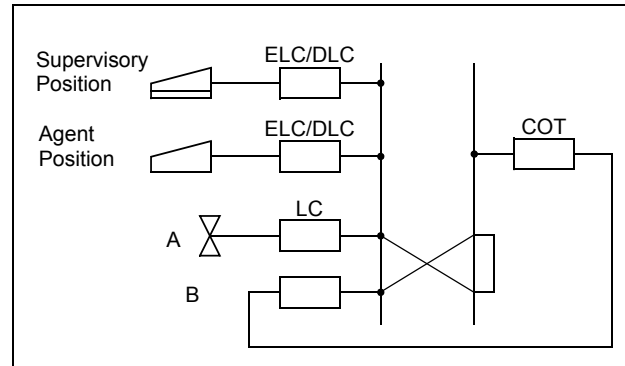 Supervisory
Position
ELC/DLC
Agent
Position
ELC/DLC
COT
A
LC
B